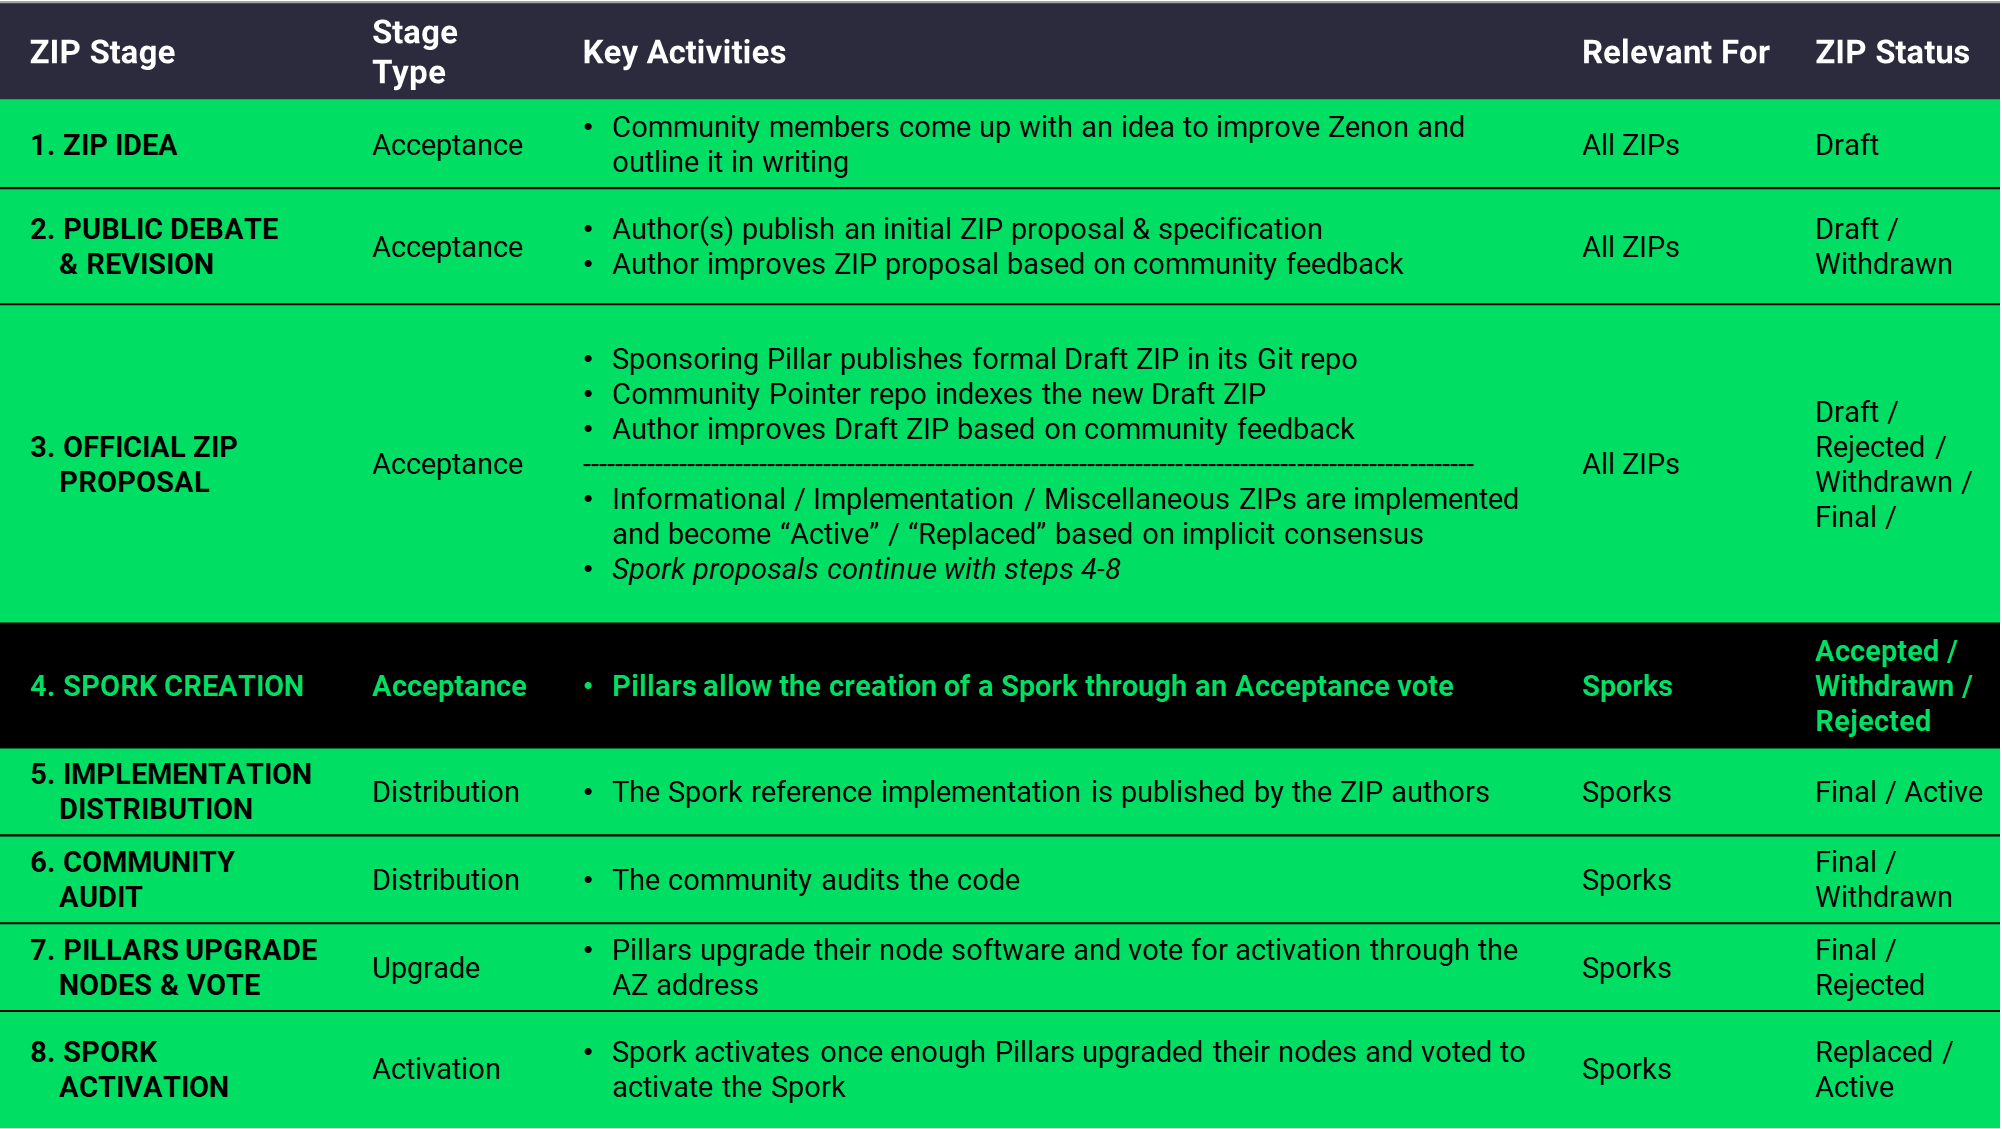 ZIP Stage
Stage
Type
Key Activities
Relevant For
ZIP Status
1. ZIP IDEA
Acceptance
• Community members come up with an idea to improve Zenon and
outline it in writing
All ZIPs
Draft
2. PUBLIC DEBATE
& REVISION
Acceptance
• Author(s) publish an initial ZIP proposal & specification
• Author improves ZIP proposal based on community feedback
All ZIPs
Draft /
Withdrawn
3. OFFICIAL ZIP
PROPOSAL
Acceptance
• Sponsoring Pillar publishes formal Draft ZIP in its Git repo
• Community Pointer repo indexes the new Draft ZIP
• Author improves Draft ZIP based on community feedback
---------------------------------------------------------------------------------------------------------------
• Informational / Implementation / Miscellaneous ZIPs are implemented
and become “Active” / “Replaced” based on implicit consensus
• Spork proposals continue with steps 4-8
All ZIPs
Draft /
Rejected /
Withdrawn /
Final /
4. SPORK CREATION
Acceptance
• Pillars allow the creation of a Spork through an Acceptance vote
Sporks
Accepted /
Withdrawn /
Rejected
5. IMPLEMENTATION
DISTRIBUTION
Distribution
• The Spork reference implementation is published by the ZIP authors
Sporks
Final / Active
6. COMMUNITY
AUDIT
Distribution
• The community audits the code
Sporks
Final /
Withdrawn
7. PILLARS UPGRADE
NODES & VOTE
Upgrade
• Pillars upgrade their node software and vote for activation through the
AZ address
Sporks
Final /
Rejected
8. SPORK
ACTIVATION
Activation
• Spork activates once enough Pillars upgraded their nodes and voted to
activate the Spork
Sporks
Replaced /
Active